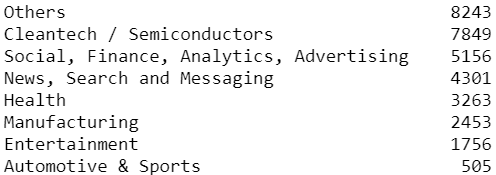 Others 8243
Cleantech / Semiconductors 7849
Social, Finance, Analytics, Advertising 5156
News, Search and Messaging 4301
Health 3263
Manufacturing 2453
Entertainment 1756
Automotive & Sports 505